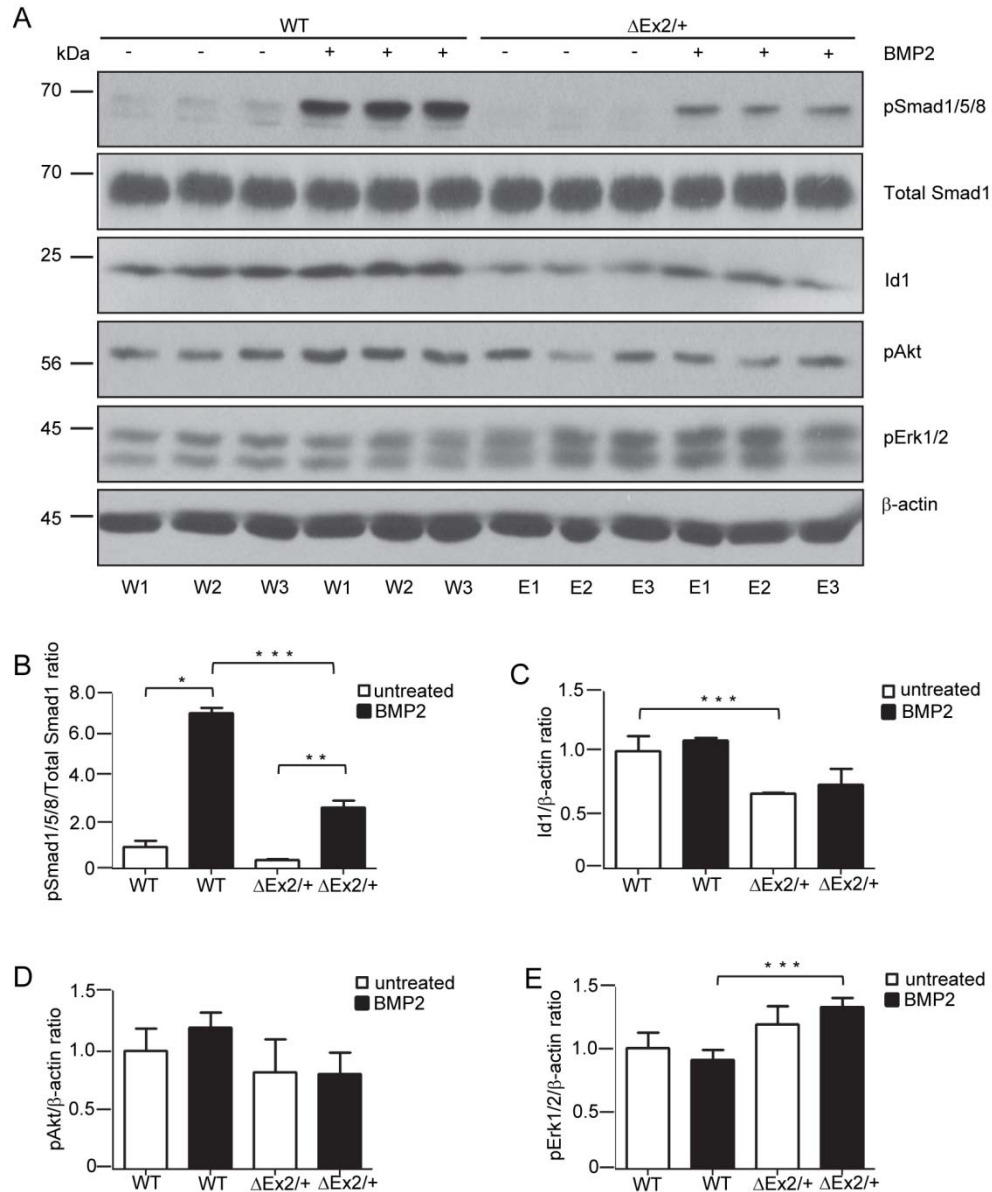 A
WT ΔEx2/+
kDa - - - + + + - - - + + + BMP2
70 pSmad1/5/8
70 Total Smad1
25 Id1
56 pAkt
45 pErk1/2
45 β-actin
W1 W2 W3 W1 W2 W3 E1 E2 E3 E1 E2 E3
B
pSmad1/5/8/Total Smad1 ratio
8.0
6.0
4.0
2.0
0
* * * *
* *
untreated
BMP2
WT WT ΔEx2/+ ΔEx2/+
C
Id1/β-actin ratio
1.5
1.0
0.5
0
* * *
untreated
BMP2
WT WT ΔEx2/+ ΔEx2/+
D
pAkt/β-actin ratio
1.5
1.0
0.5
0
untreated
BMP2
WT WT ΔEx2/+ ΔEx2/+
E
pErk1/2/β-actin ratio
1.5
1.0
0.5
0
* * *
untreated
BMP2
WT WT ΔEx2/+ ΔEx2/+